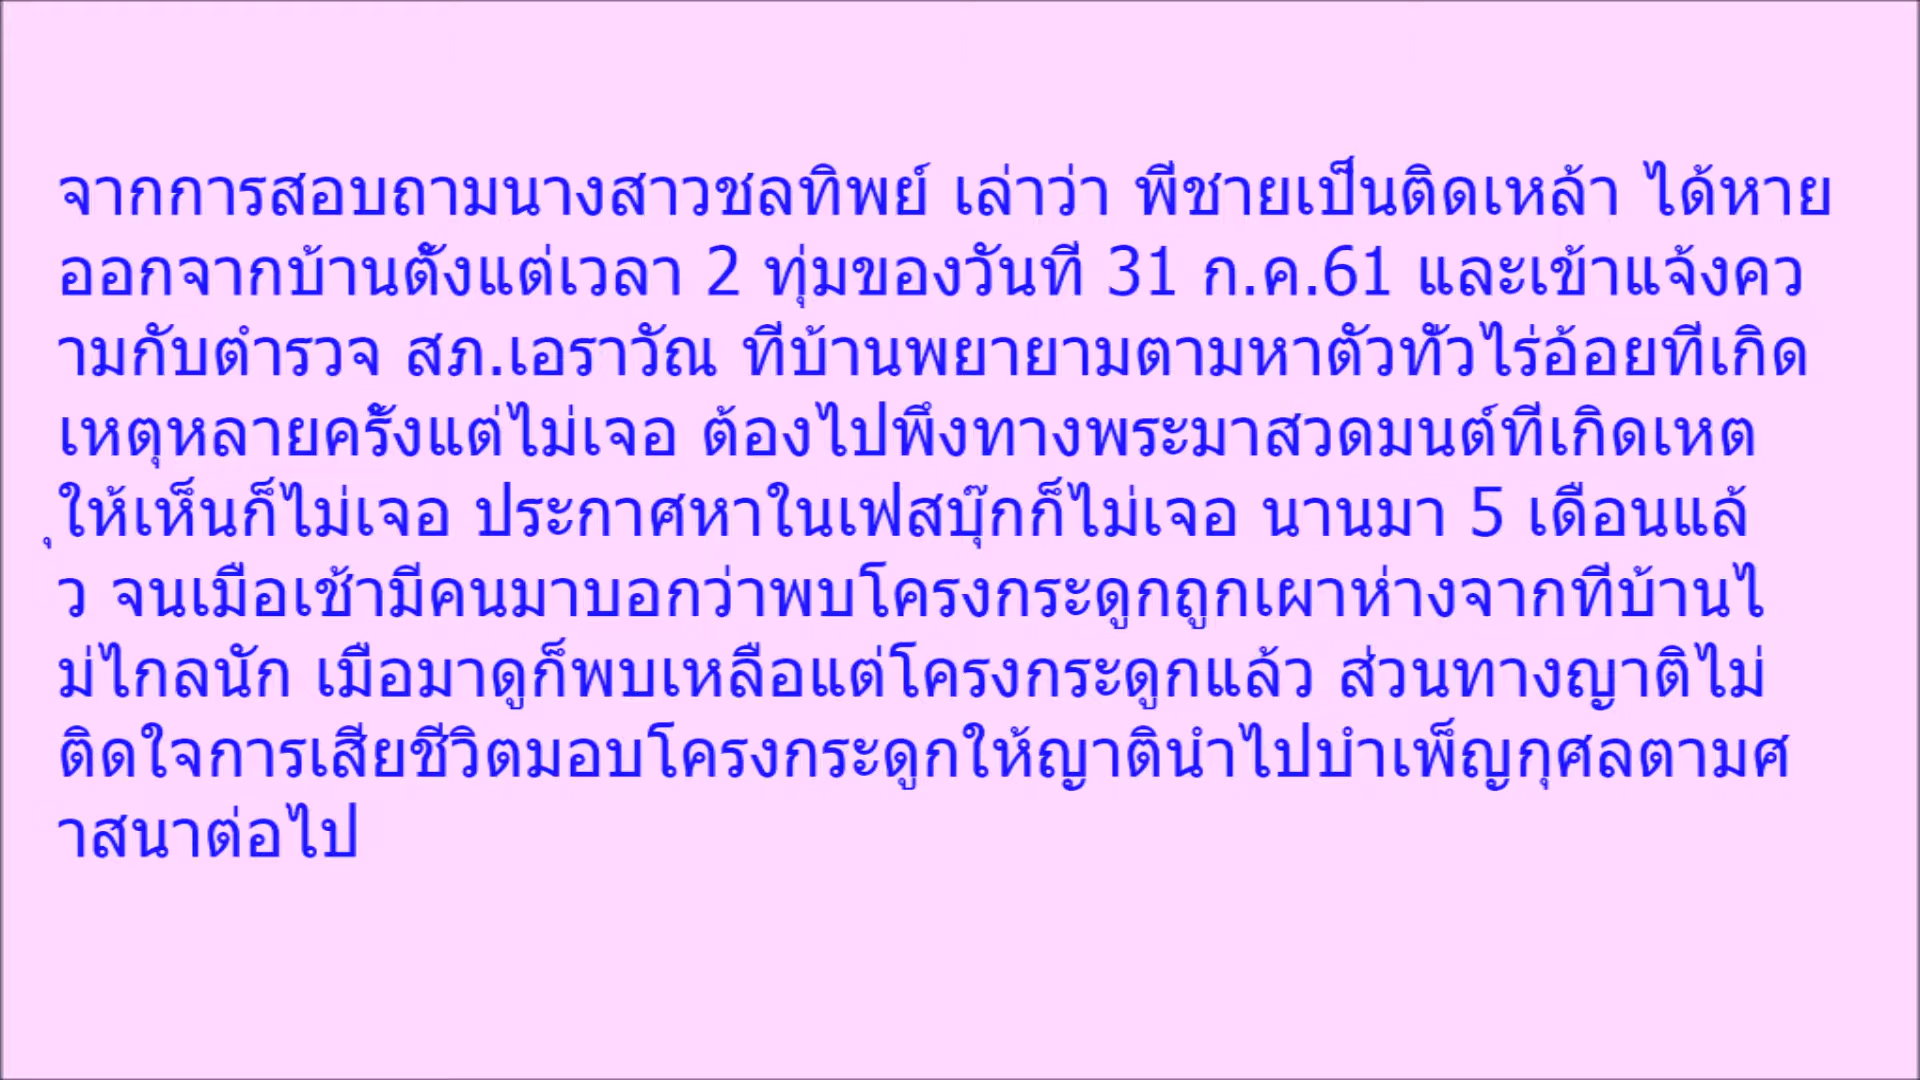 จากการสอบถามนางสาวชลทิพย์ เล่าว่า พี่ชายเป็นติดเหล้า ได้หาย
ออกจากบ้านตั้งแต่เวลา 2 ทุ่มของวันที่ 31 ก.ค.61 และเข้าแจ้งคว
ามกับตำรวจ สภ.เอราวัณ ที่บ้านพยายามตามหาตัวทั่วไร่อ้อยที่เกิด
เหตุหลายครั้งแต่ไม่เจอ ต้องไปพึ่งทางพระมาสวดมนต์ที่เกิดเหต
ุให้เห็นก็ไม่เจอ ประกาศหาในเฟสบุ๊กก็ไม่เจอ นานมา 5 เดือนแล้
ว จนเมื่อเช้ามีคนมาบอกว่าพบโครงกระดูกถูกเผาห่างจากที่บ้านไ
ม่ไกลนัก เมื่อมาดูก็พบเหลือแต่โครงกระดูกแล้ว ส่วนทางญาติไม่
ติดใจการเสียชีวิตมอบโครงกระดูกให้ญาตินำไปบำเพ็ญกุศลตามศ
าสนาต่อไป